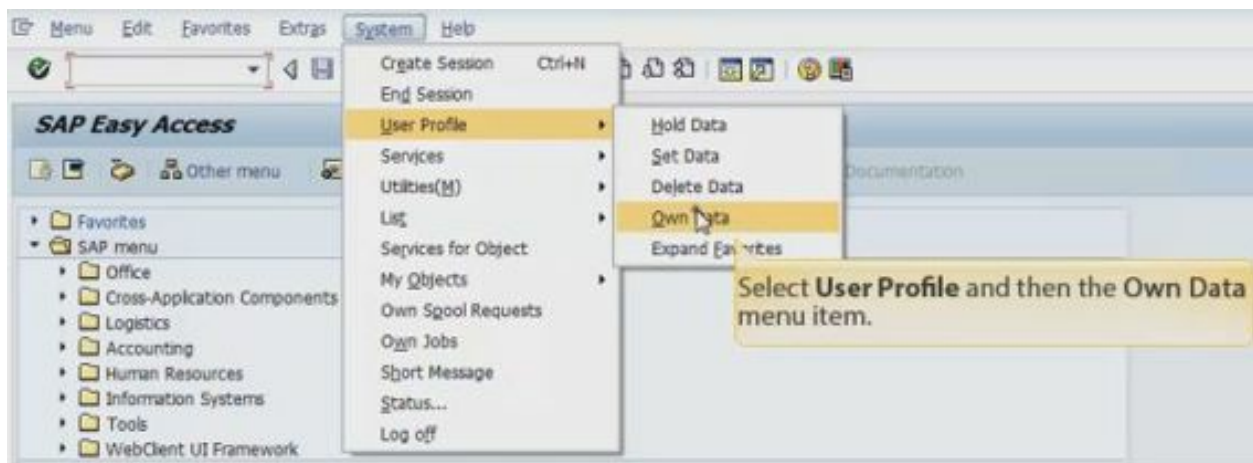 Menu Edit Favorites Extras System Help
SAP Easy Access
Other menu
Documentation
Create Session Ctrl+N
End Session
User Profile
Services
Utilities(M)
List
Services for Object
My Objects
Own Spool Requests
Own Jobs
Short Message
Status...
Log off
Hold Data
Set Data
Delete Data
Own Data
Expand Favorites
Select User Profile and then the Own Data
menu item.
Favorites
SAP menu
Office
Cross-Application Components
Logistics
Accounting
Human Resources
Information Systems
Tools
WebClient UI Framework